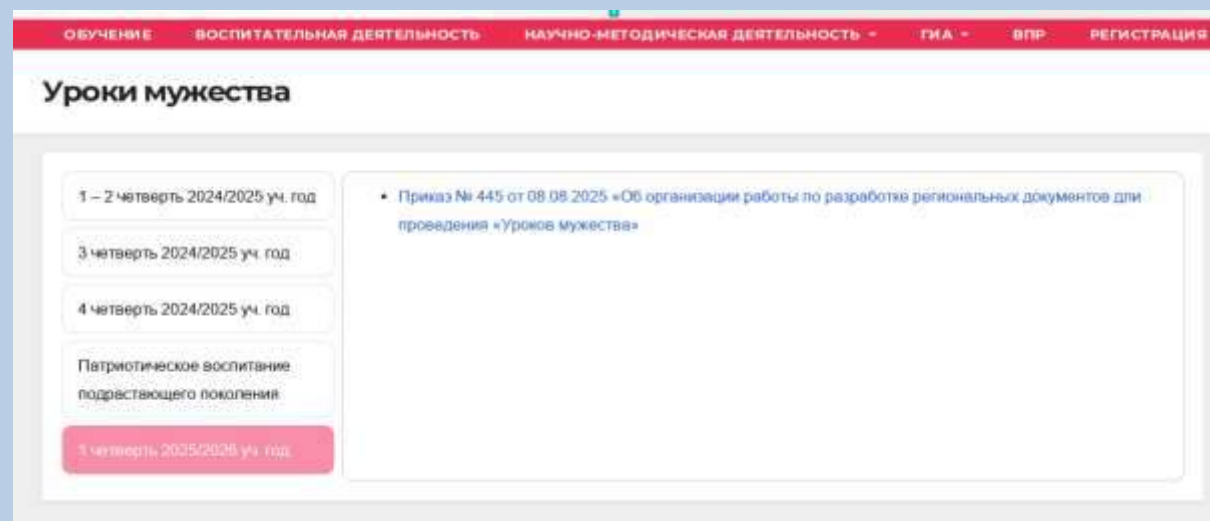 ОБУЧЕНИЕ ВОСПИТАТЕЛЬНАЯ ДЕЯТЕЛЬНОСТЬ НАУЧНО-МЕТОДИЧЕСКАЯ ДЕЯТЕЛЬНОСТЬ ГИА ВПР РЕГИСТРАЦИЯ
Уроки мужества
1 – 2 четверть 2024/2025 уч. год
3 четверть 2024/2025 уч. год
4 четверть 2024/2025 уч. год
Патриотическое воспитание
подрастающего поколения
1 четверть 2025/2026 уч. год
• Приказ № 445 от 08.08.2025 «Об организации работы по разработке региональных документов для
проведения «Уроков мужества»